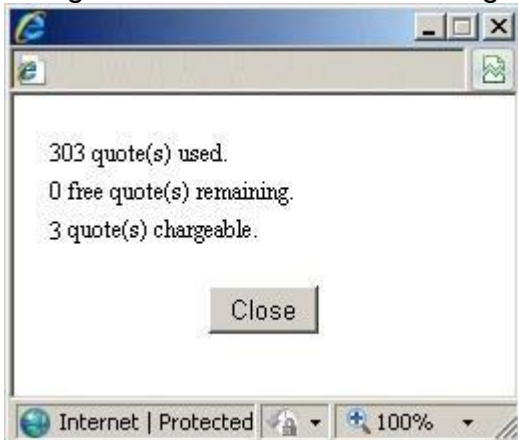 303 quote(s) used.
0 free quote(s) remaining.
3 quote(s) chargeable.
Close
Internet | Protected 100%